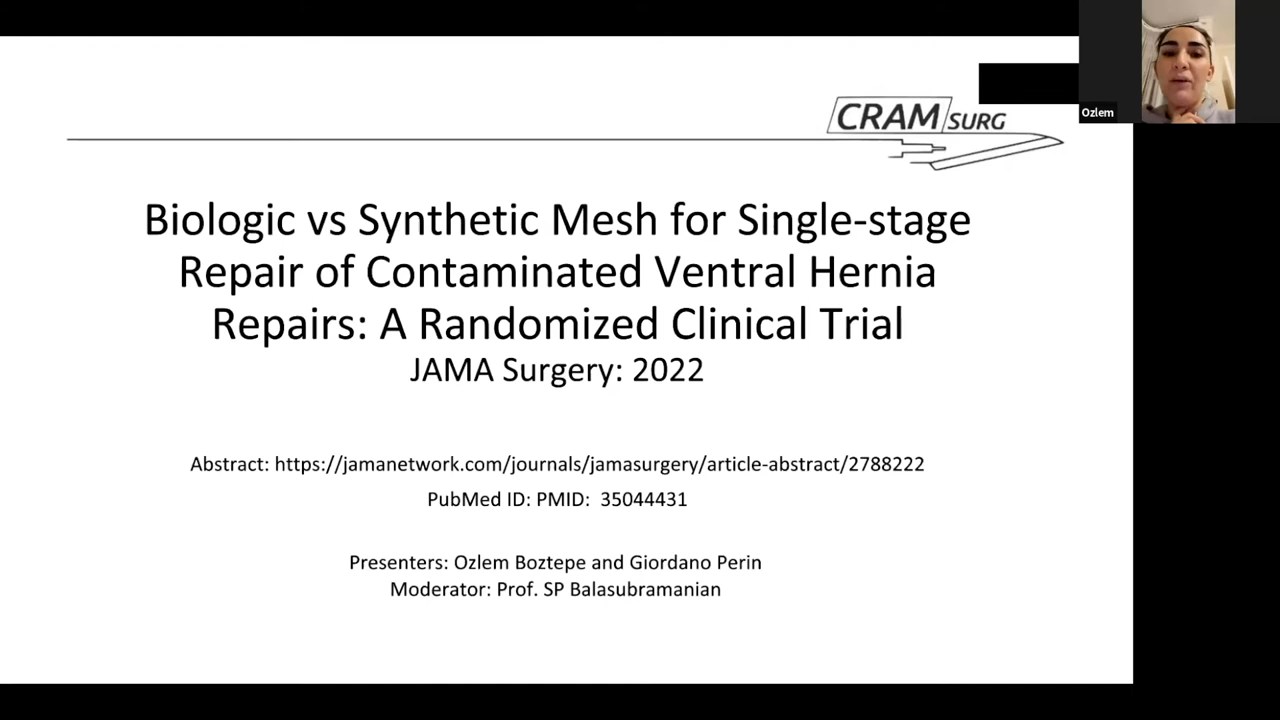 CRAM SURG
Ozlem
Biologic vs Synthetic Mesh for Single-stage
Repair of Contaminated Ventral Hernia
Repairs: A Randomized Clinical Trial
JAMA Surgery: 2022
Abstract: https://jamanetwork.com/journals/jamasurgery/article-abstract/2788222
PubMed ID: PMID:  35044431
Presenters: Ozlem Boztepe and Giordano Perin
Moderator: Prof. SP Balasubramanian